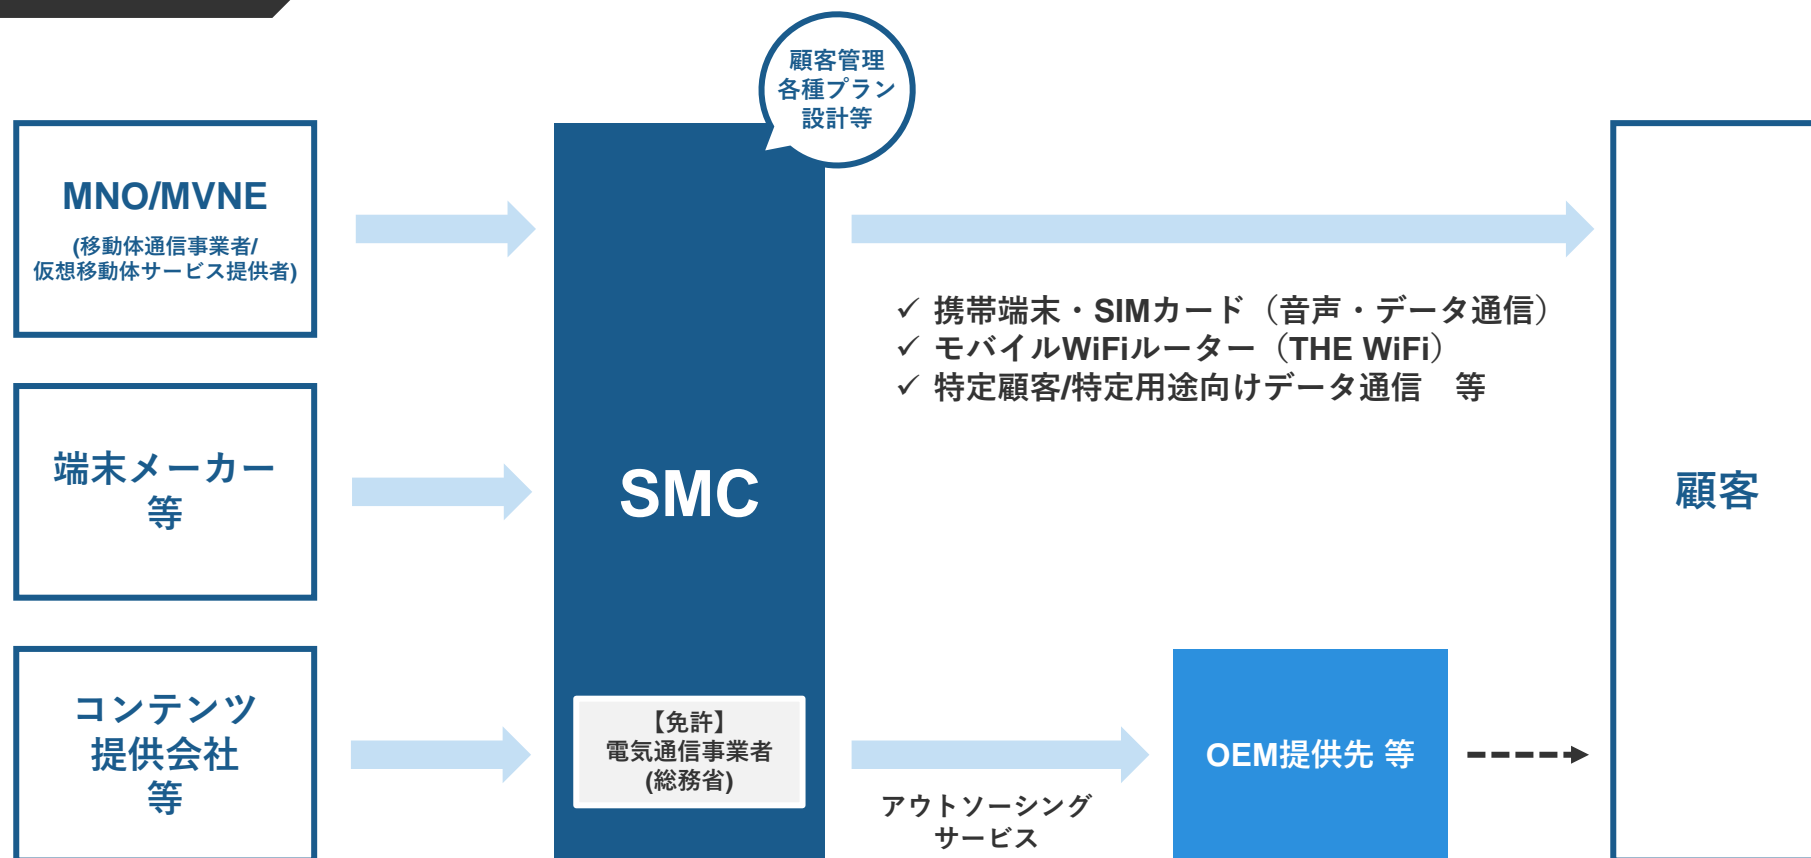 顧客管理
各種プラン
設計等
MNO/MVNE
(移動体通信事業者/
仮想移動体サービス提供者)
端末メーカー
等
コンテンツ
提供会社
等
SMC
【免許】
電気通信事業者
(総務省)
✓ 携帯端末・SIMカード（音声・データ通信）
✓ モバイルWiFiルーター（THE WiFi）
✓ 特定顧客/特定用途向けデータ通信　等
アウトソーシング
サービス
OEM提供先 等
顧客